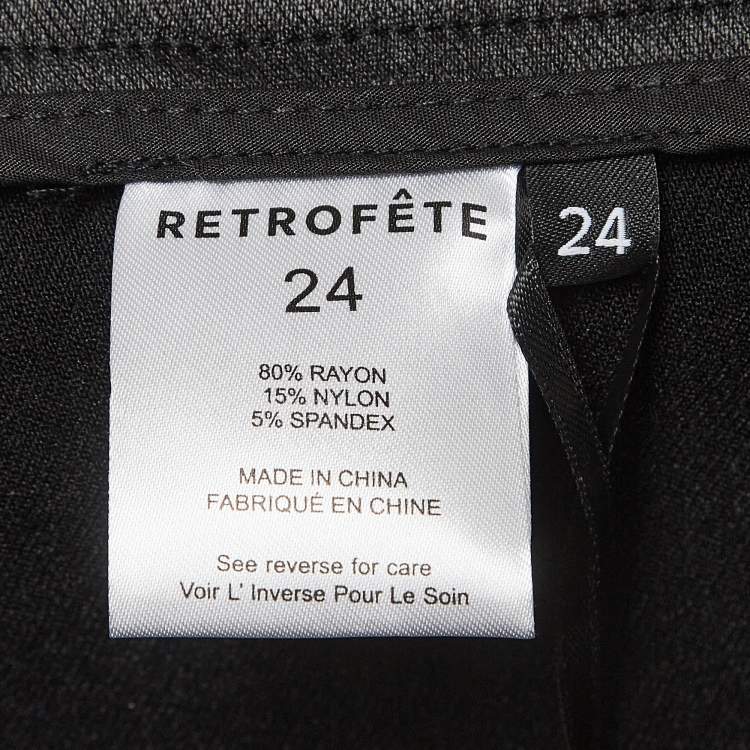 RETROFÊTE
24
24
80% RAYON
15% NYLON
5% SPANDEX
MADE IN CHINA
FABRIQUÉ EN CHINE
See reverse for care
Voir L' Inverse Pour Le Soin